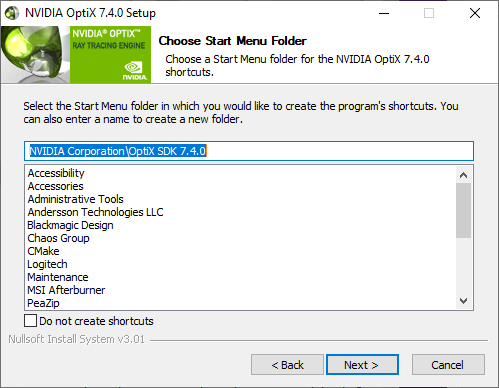 NVIDIA OptiX 7.4.0 Setup
NVIDIA® OPTIX™
RAY TRACING ENGINE
NVIDIA.
Choose Start Menu Folder
Choose a Start Menu folder for the NVIDIA OptiX 7.4.0
shortcuts.
Select the Start Menu folder in which you would like to create the program's shortcuts. You
can also enter a name to create a new folder.
NVIDIA Corporation\OptiX SDK 7.4.0
Accessibility
Accessories
Administrative Tools
Andersson Technologies LLC
Blackmagic Design
Chaos Group
CMake
Logitech
Maintenance
MSI Afterburner
PeaZip
Do not create shortcuts
Nullsoft Install System v3.01
< Back
Next >
Cancel